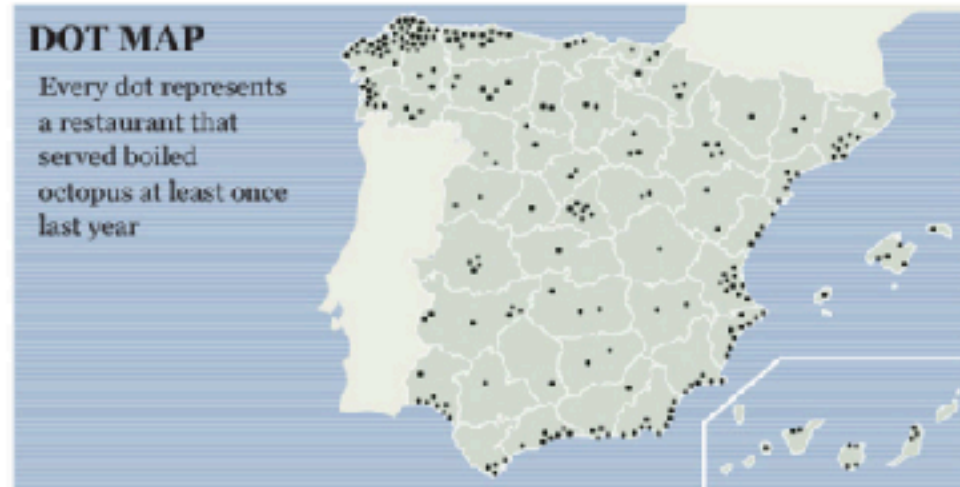 DOT MAP
Every dot represents
a restaurant that
served boiled
octopus at least once
last year